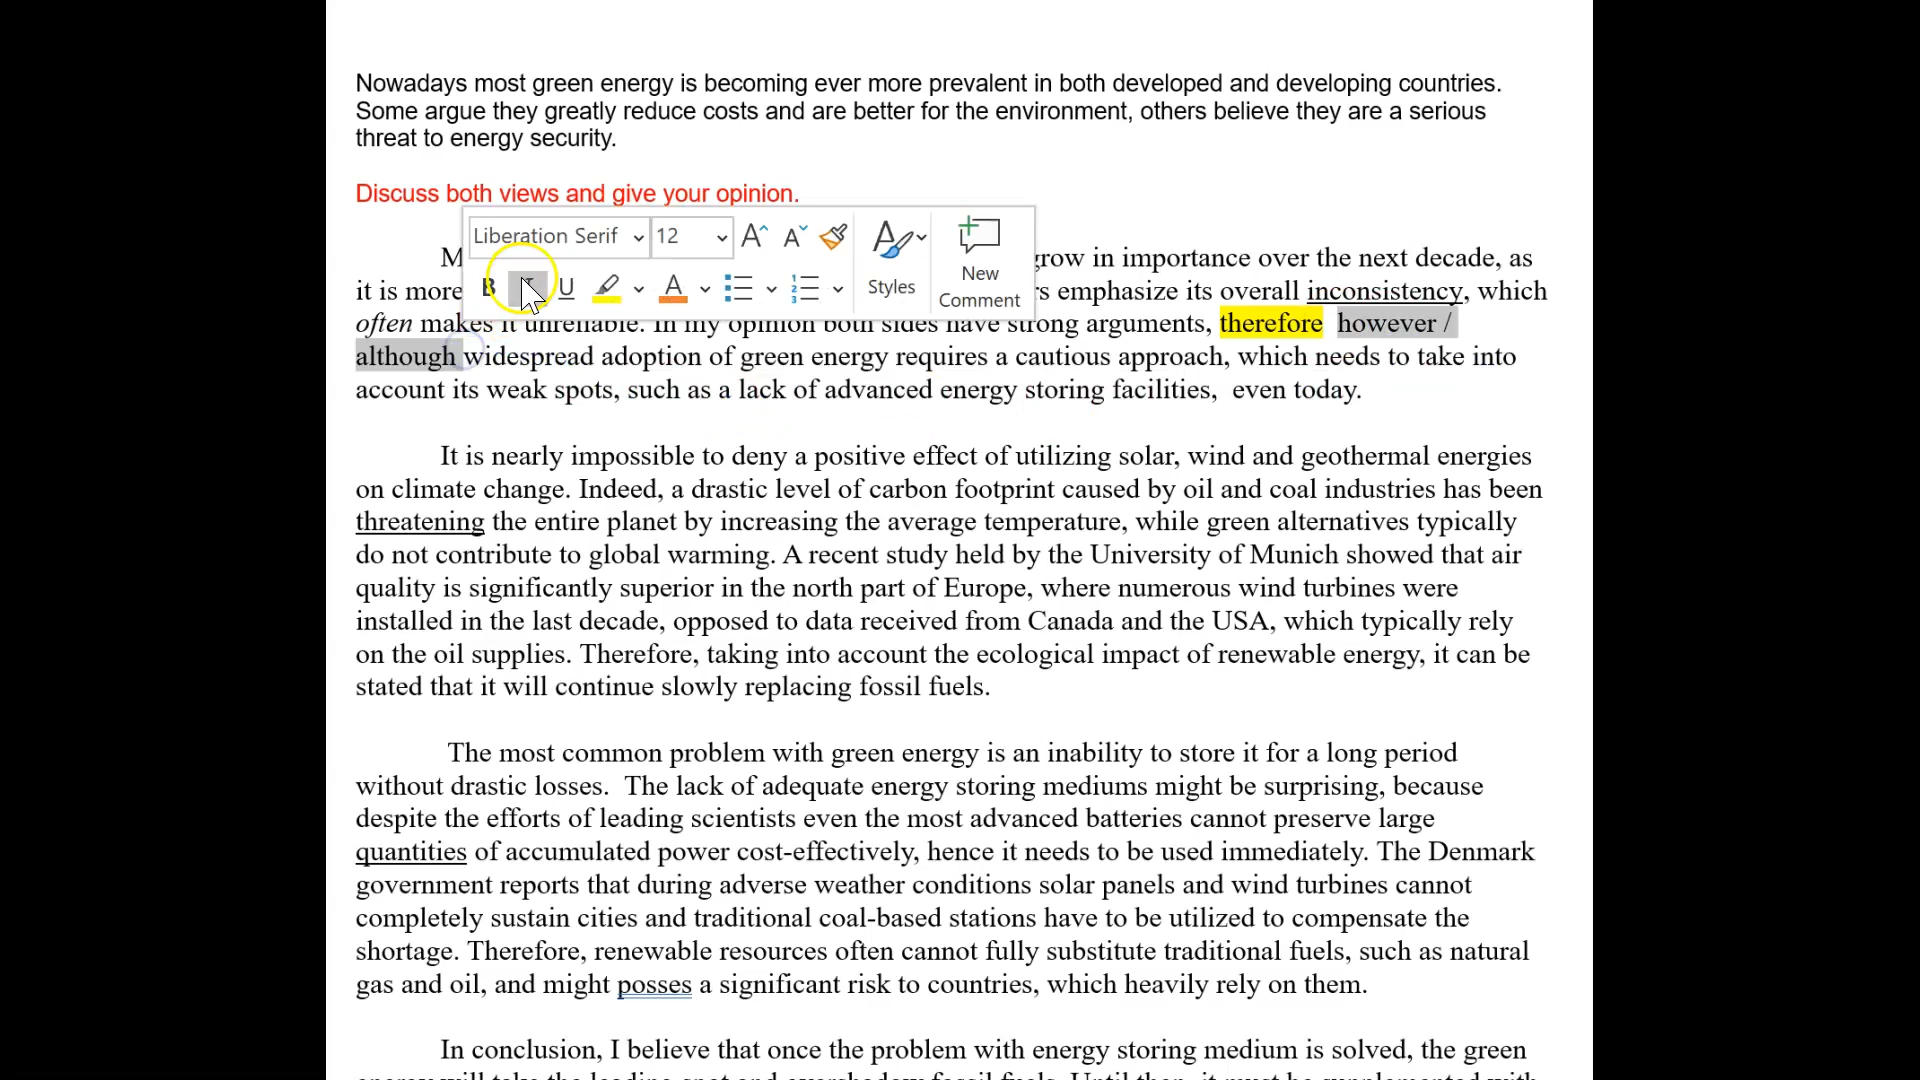 Nowadays most green energy is becoming ever more prevalent in both developed and developing countries.
Some argue they greatly reduce costs and are better for the environment, others believe they are a serious
threat to energy security.
Discuss both views and give your opinion.
Liberation Serif 12
B U A Styles New Comment
grow in importance over the next decade, as
it is more emphasize its overall inconsistency, which
often makes it unreliable. In my opinion both sides have strong arguments, therefore however /
although widespread adoption of green energy requires a cautious approach, which needs to take into
account its weak spots, such as a lack of advanced energy storing facilities, even today.
It is nearly impossible to deny a positive effect of utilizing solar, wind and geothermal energies
on climate change. Indeed, a drastic level of carbon footprint caused by oil and coal industries has been
threatening the entire planet by increasing the average temperature, while green alternatives typically
do not contribute to global warming. A recent study held by the University of Munich showed that air
quality is significantly superior in the north part of Europe, where numerous wind turbines were
installed in the last decade, opposed to data received from Canada and the USA, which typically rely
on the oil supplies. Therefore, taking into account the ecological impact of renewable energy, it can be
stated that it will continue slowly replacing fossil fuels.
The most common problem with green energy is an inability to store it for a long period
without drastic losses. The lack of adequate energy storing mediums might be surprising, because
despite the efforts of leading scientists even the most advanced batteries cannot preserve large
quantities of accumulated power cost-effectively, hence it needs to be used immediately. The Denmark
government reports that during adverse weather conditions solar panels and wind turbines cannot
completely sustain cities and traditional coal-based stations have to be utilized to compensate the
shortage. Therefore, renewable resources often cannot fully substitute traditional fuels, such as natural
gas and oil, and might posses a significant risk to countries, which heavily rely on them.
In conclusion, I believe that once the problem with energy storing medium is solved, the green